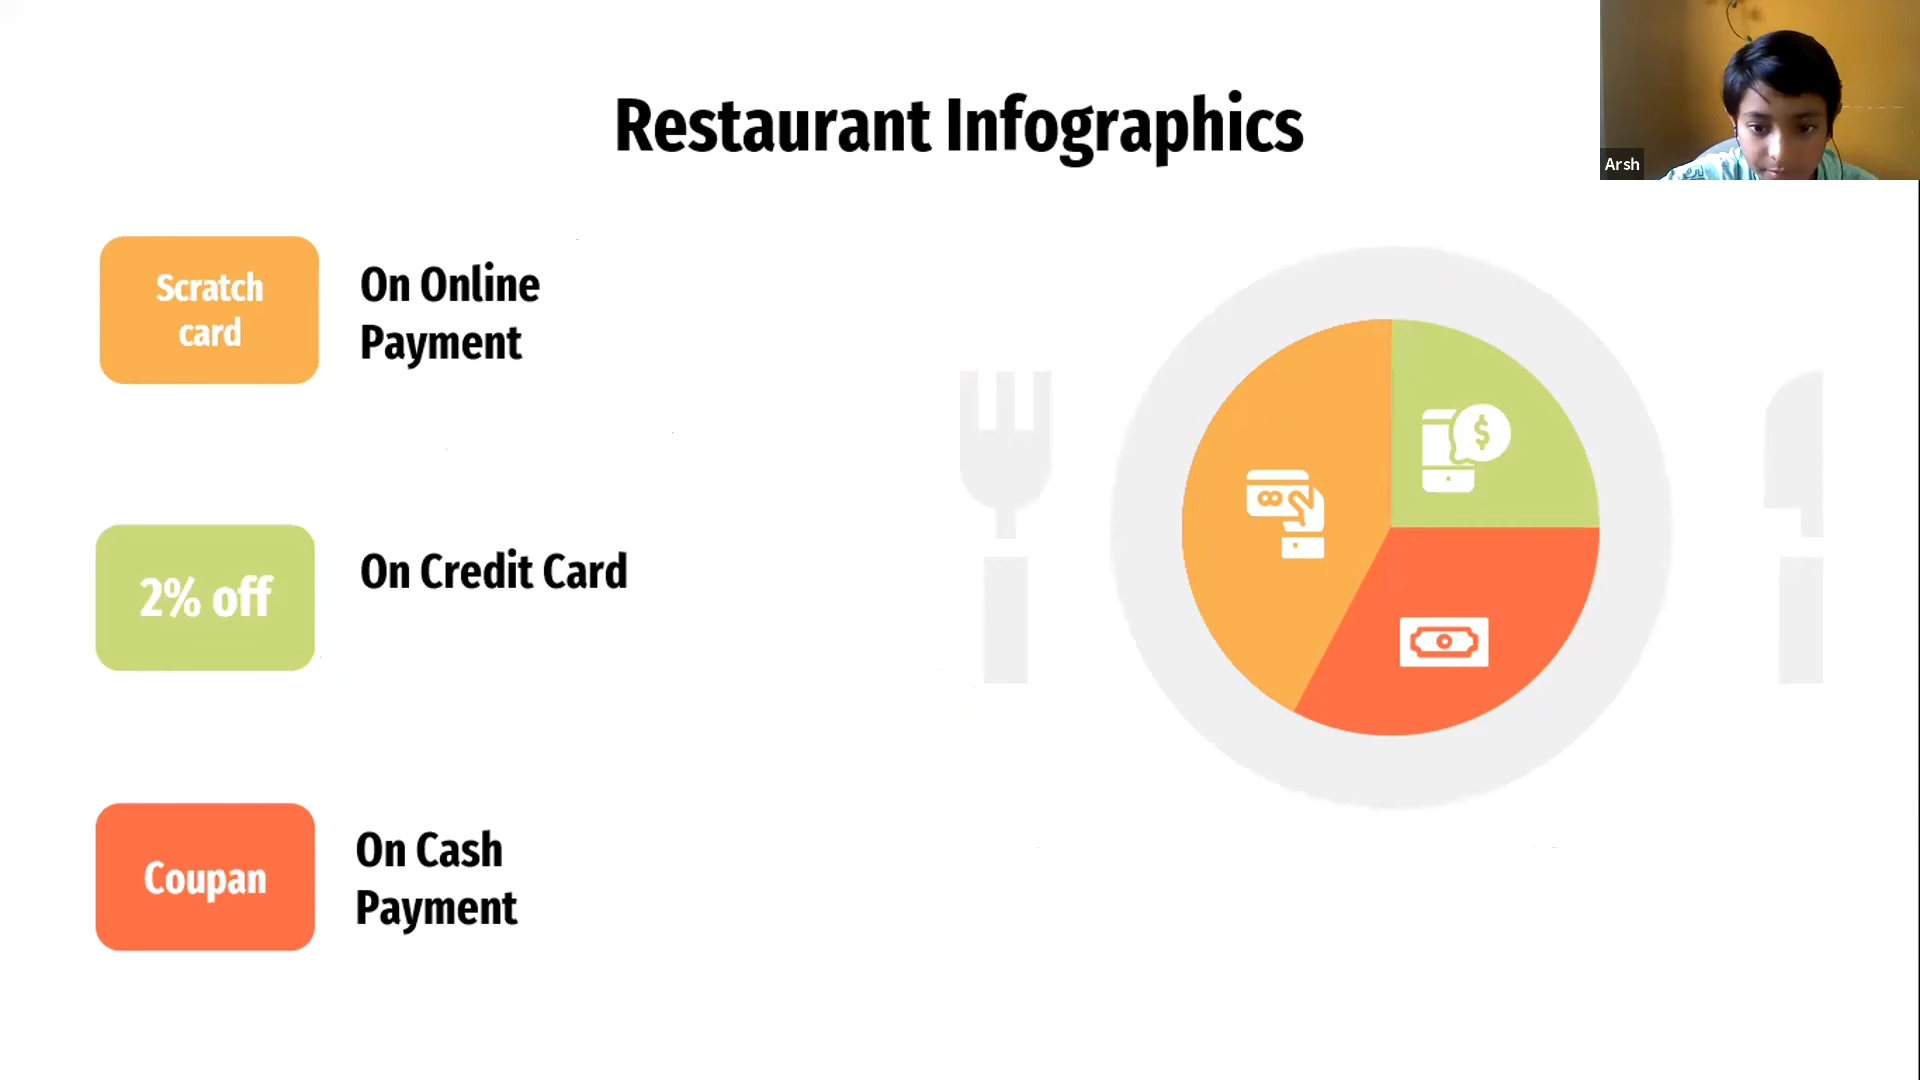 Restaurant Infographics
Arsh
Scratch
card
On Online
Payment
2% off
On Credit Card
Coupan
On Cash
Payment
$